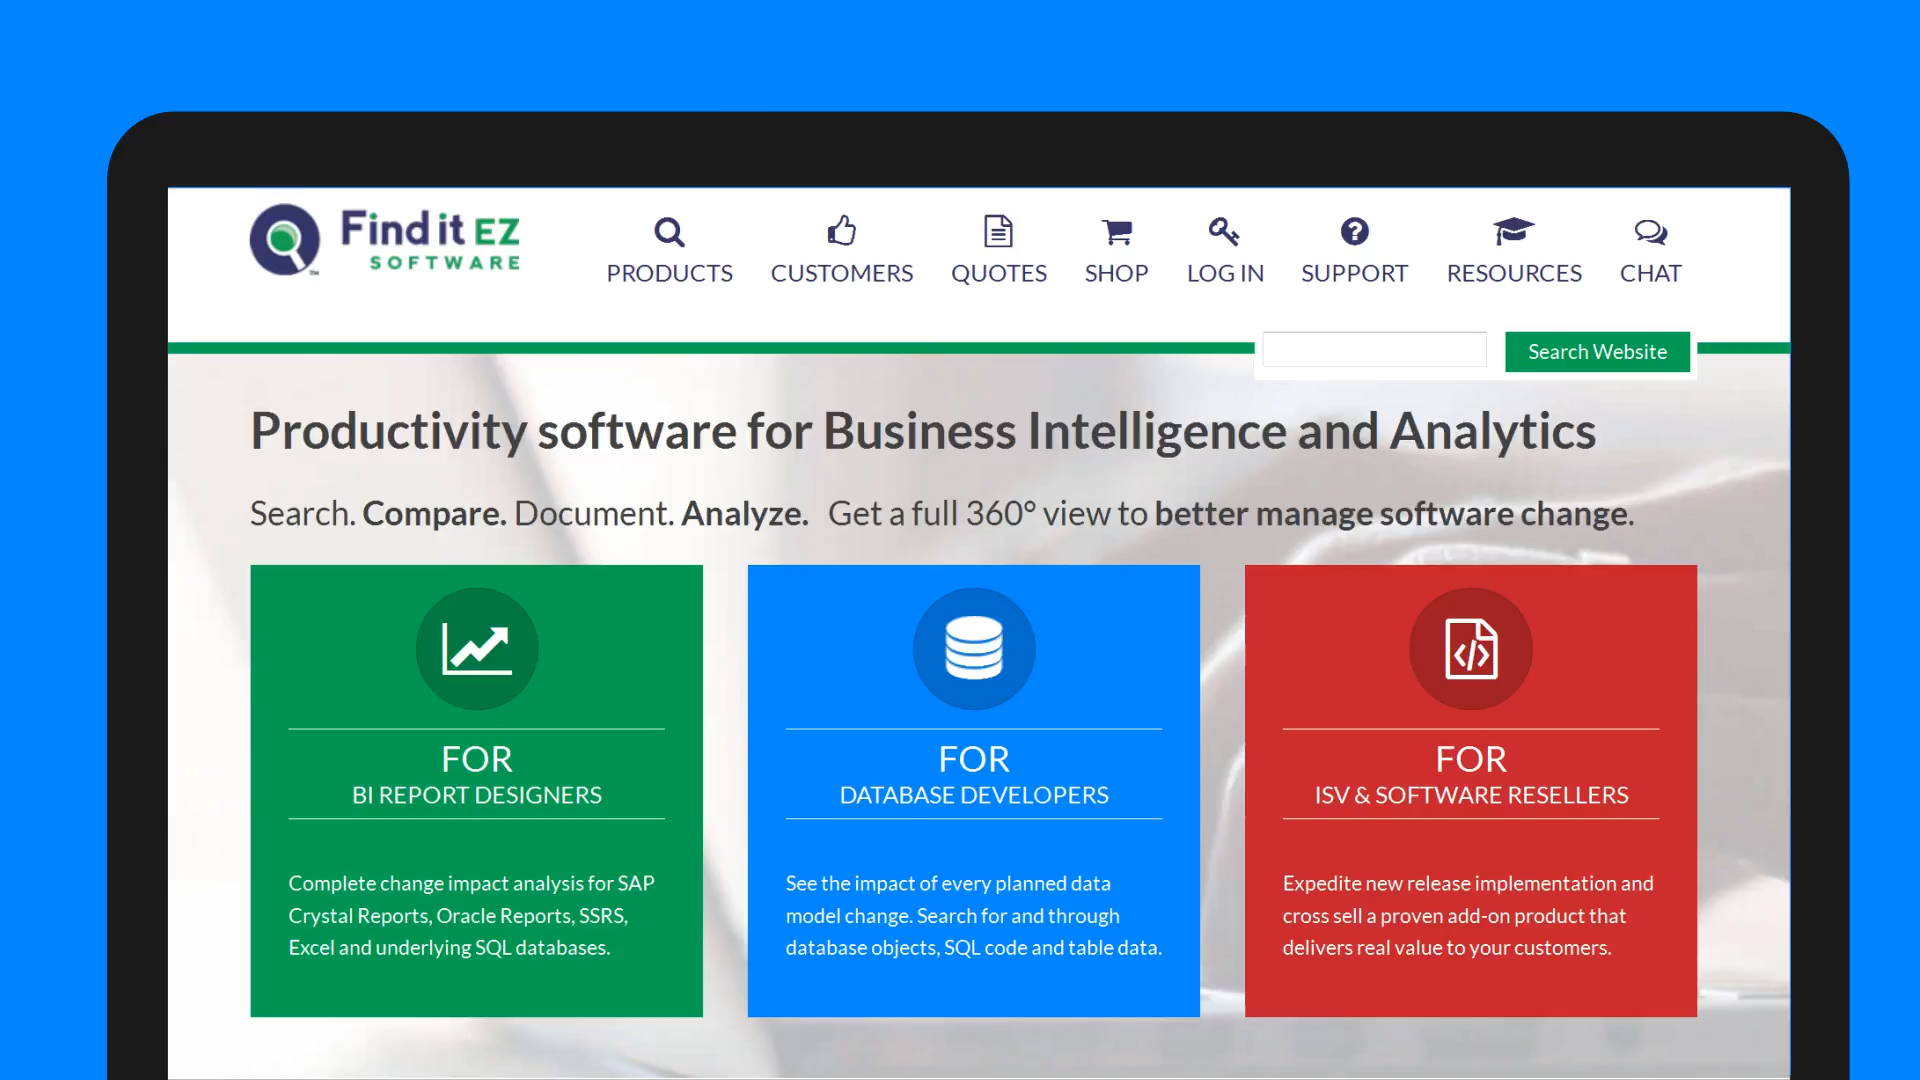 Find it EZ
SOFTWARE
TM
PRODUCTS
CUSTOMERS
QUOTES
SHOP
LOG IN
SUPPORT
RESOURCES
CHAT
Search Website
Productivity software for Business Intelligence and Analytics
Search. Compare. Document. Analyze. Get a full 360° view to better manage software change.
FOR
BI REPORT DESIGNERS
Complete change impact analysis for SAP
Crystal Reports, Oracle Reports, SSRS,
Excel and underlying SQL databases.
FOR
DATABASE DEVELOPERS
See the impact of every planned data
model change. Search for and through
database objects, SQL code and table data.
FOR
ISV & SOFTWARE RESELLERS
Expedite new release implementation and
cross sell a proven add-on product that
delivers real value to your customers.